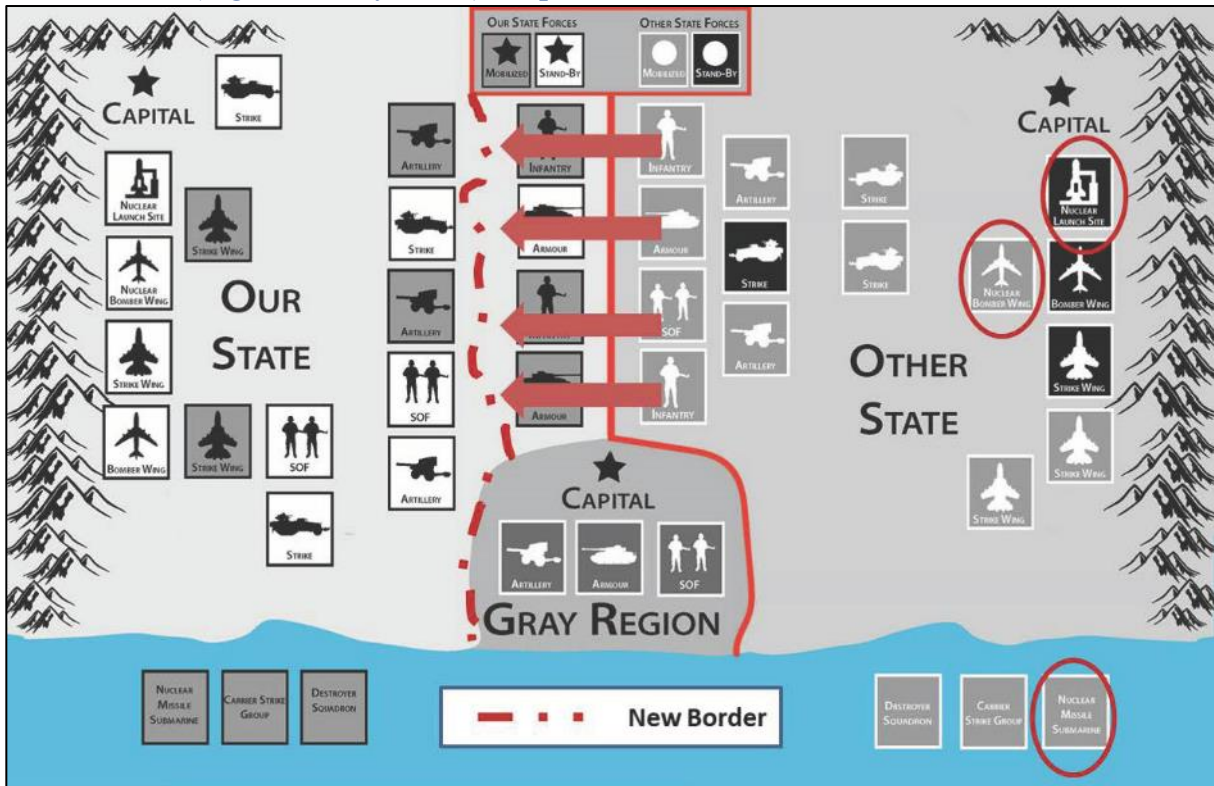 OUR STATE FORCES
MOBILIZED
STAND-BY
OTHER STATE FORCES
MOBILIZED
STAND-BY
CAPITAL
STRIKE
NUCLEAR
LAUNCH SITE
STRIKE WING
NUCLEAR
BOMBER WING
STRIKE WING
BOMBER WING
STRIKE WING
SOF
STRIKE
OUR
STATE
ARTILLERY
STRIKE
ARTILLERY
SOF
ARTILLERY
INFANTRY
ARMOUR
ARMOUR
INFANTRY
ARMOUR
SOF
INFANTRY
ARTILLERY
STRIKE
ARTILLERY
STRIKE
STRIKE
CAPITAL
NUCLEAR
LAUNCH SITE
NUCLEAR
BOMBER WING
BOMBER WING
STRIKE WING
STRIKE WING
STRIKE WING
OTHER
STATE
CAPITAL
ARTILLERY
ARMOUR
SOF
GRAY REGION
NUCLEAR
MISSILE
SUBMARINE
CARRIER STRIKE
GROUP
DESTROYER
SQUADRON
New Border
DESTROYER
SQUADRON
CARRIER
STRIKE GROUP
NUCLEAR
MISSILE
SUBMARINE